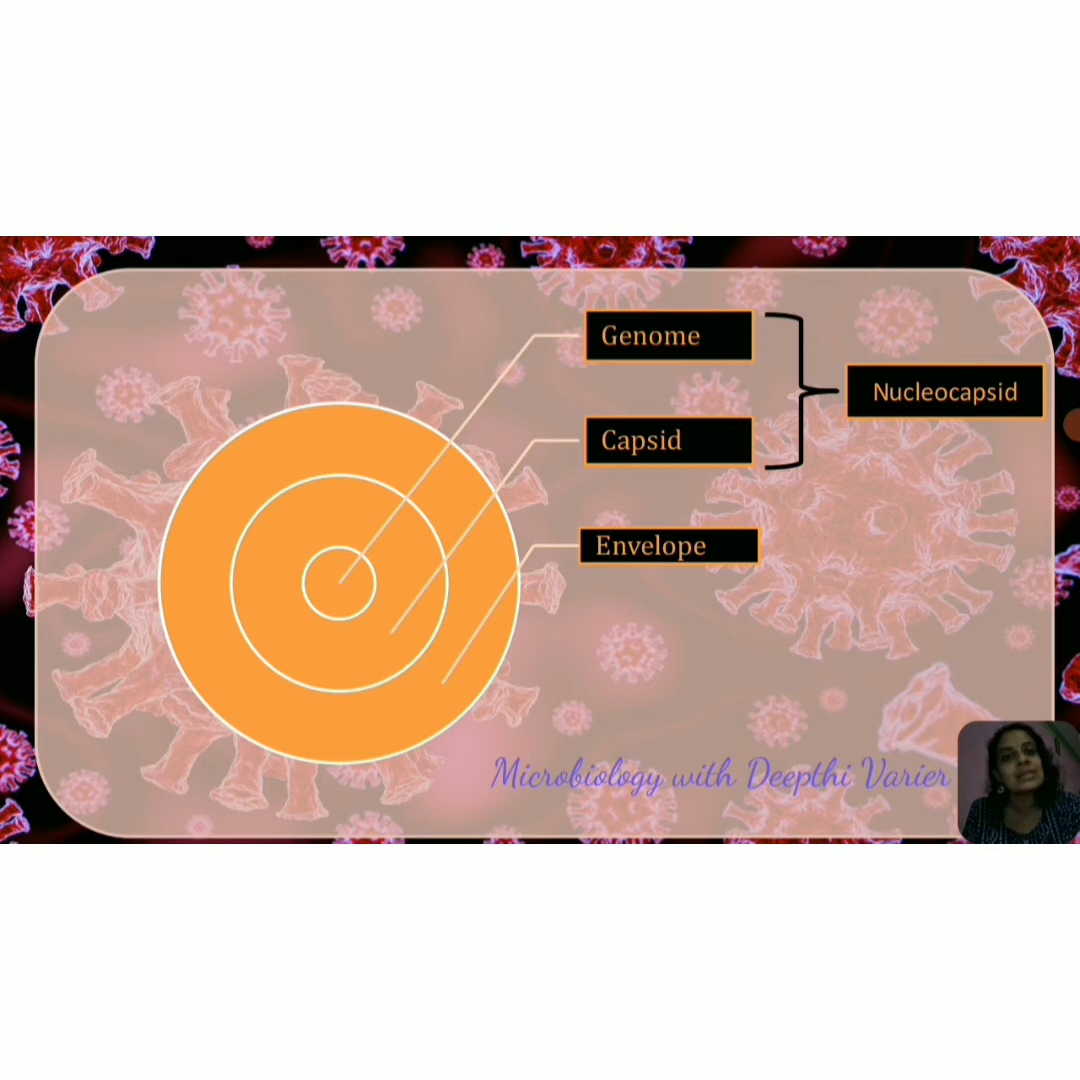 Genome
Nucleocapsid
Capsid
Envelope
Microbiology with Deepthi Varier